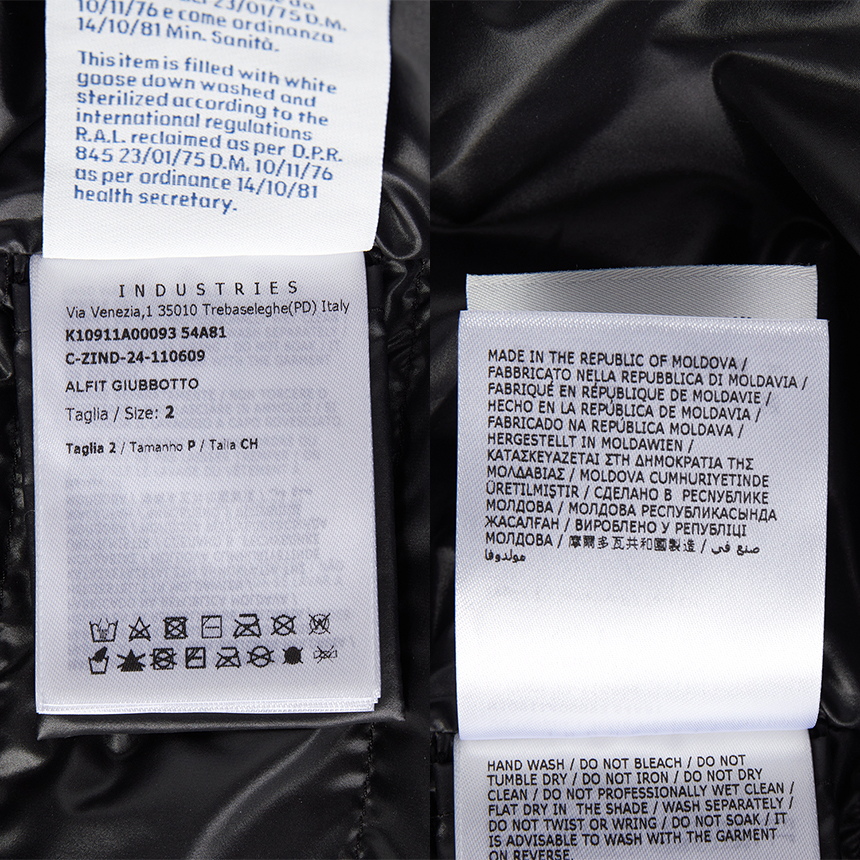 10/11/76 e come ordinanza
14/10/81 Min. Sanità.
This item is filled with white
goose down washed and
sterilized according to the
international regulations
R.A.L. reclaimed as per D.P.R.
845 23/01/75 D.M. 10/11/76
as per ordinance 14/10/81
health secretary.
INDUSTRIES
Via Venezia,1 35010 Trebaseleghe(PD) Italy
K10911A00093 54A81
C-ZIND-24-110609
ALFIT GIUBBOTTO
Taglia / Size: 2
Taglia 2 / Tamanho P / Talla CH
MADE IN THE REPUBLIC OF MOLDOVA /
FABBRICATO NELLA REPUBBLICA DI MOLDAVIA /
FABRIQUÉ EN RÉPUBLIQUE DE MOLDAVIE /
HECHO EN LA REPÚBLICA DE MOLDAVIA /
FABRICADO NA REPÚBLICA MOLDAVA /
HERGESTELLT IN MOLDAWIEN /
ΚΑΤΑΣΚΕΥΑΖΕΤΑΙ ΣΤΗ ΔΗΜΟΚΡΑΤΙΑ ΤΗΣ
ΜΟΛΔΑΒΙΑΣ / MOLDOVA CUMHURIYETINDE
ÜRETILMIŞTIR / СДЕЛАНО В РЕСПУБЛИКЕ
МОЛДОВА / МОЛДОВА РЕСПУБЛИКАСЫНДА
ЖАСАЛҒАН / ВИРОБЛЕНО У РЕПУБЛІЦІ
МОЛДОВА / 摩爾多瓦共和國製造 / صنع في
مولدوفا
HAND WASH / DO NOT BLEACH / DO NOT
TUMBLE DRY / DO NOT IRON / DO NOT DRY
CLEAN / DO NOT PROFESSIONALLY WET CLEAN /
FLAT DRY IN THE SHADE / WASH SEPARATELY /
DO NOT TWIST OR WRING / DO NOT SOAK / IT
IS ADVISABLE TO WASH WITH THE GARMENT
ON REVERSE.